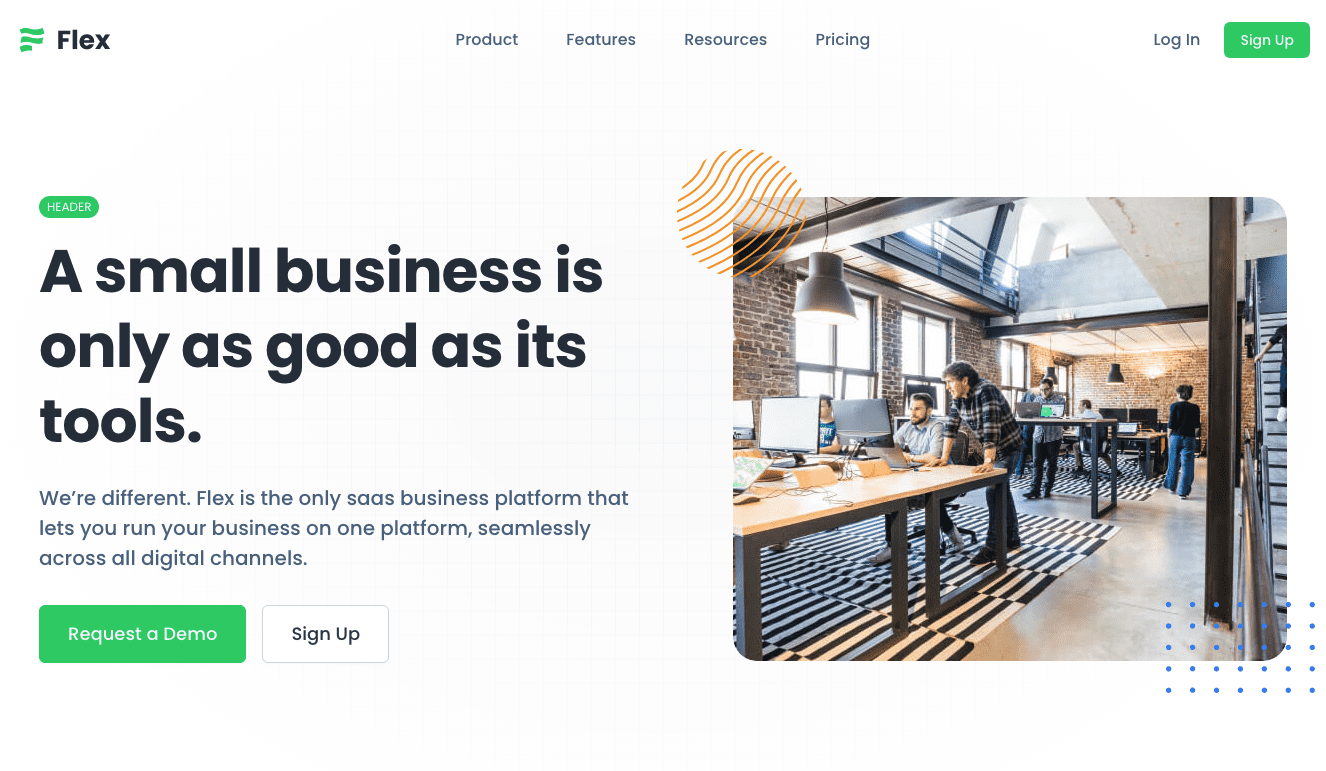 Flex
Product
Features
Resources
Pricing
Log In
Sign Up
HEADER
A small business is
only as good as its
tools.
We’re different. Flex is the only saas business platform that
lets you run your business on one platform, seamlessly
across all digital channels.
Request a Demo
Sign Up